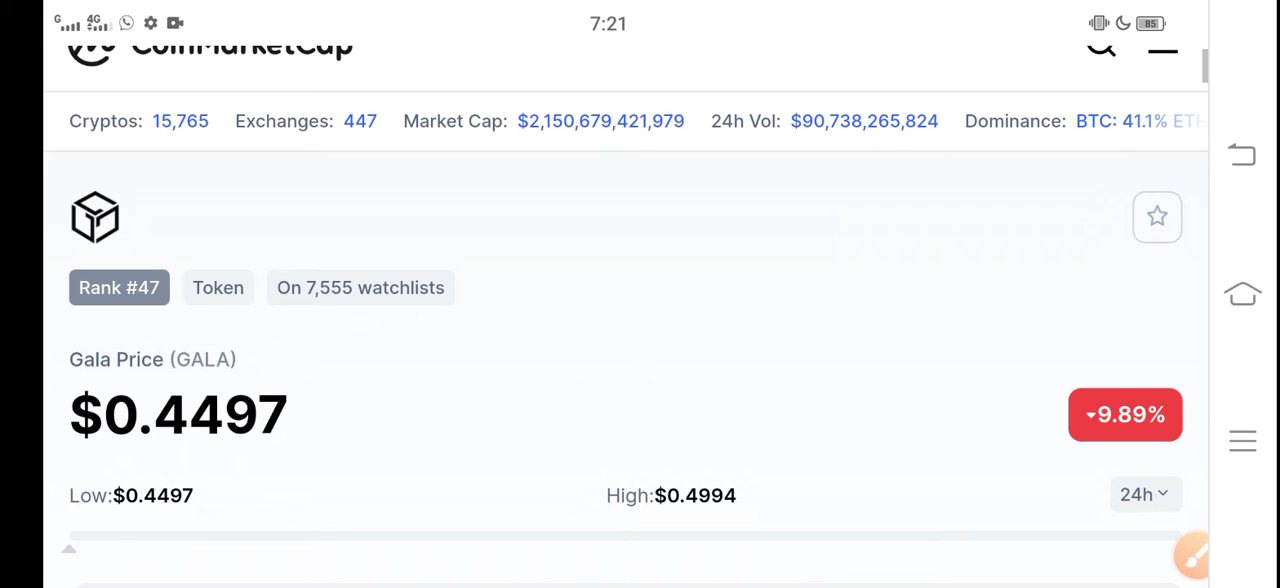 G 4G 7:21 85
CoinMarketCap
Cryptos: 15,765 Exchanges: 447 Market Cap: $2,150,679,421,979 24h Vol: $90,738,265,824 Dominance: BTC: 41.1% ETH
Rank #47 Token On 7,555 watchlists
Gala Price (GALA)
$0.4497 9.89%
Low:$0.4497 High:$0.4994 24h